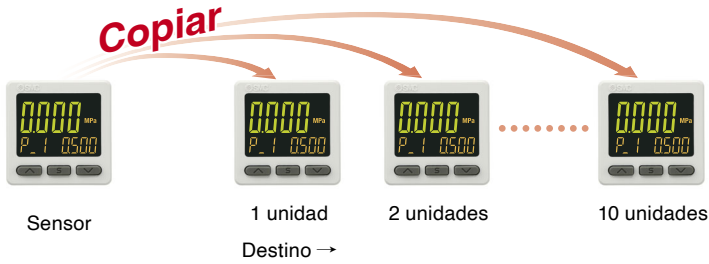 Copiar
0.000 MPa
P_1 0.500
S
0.000 MPa
P_1 0.500
S
0.000 MPa
P_1 0.500
S
0.000 MPa
P_1 0.500
S
Sensor
1 unidad
2 unidades
10 unidades
Destino →